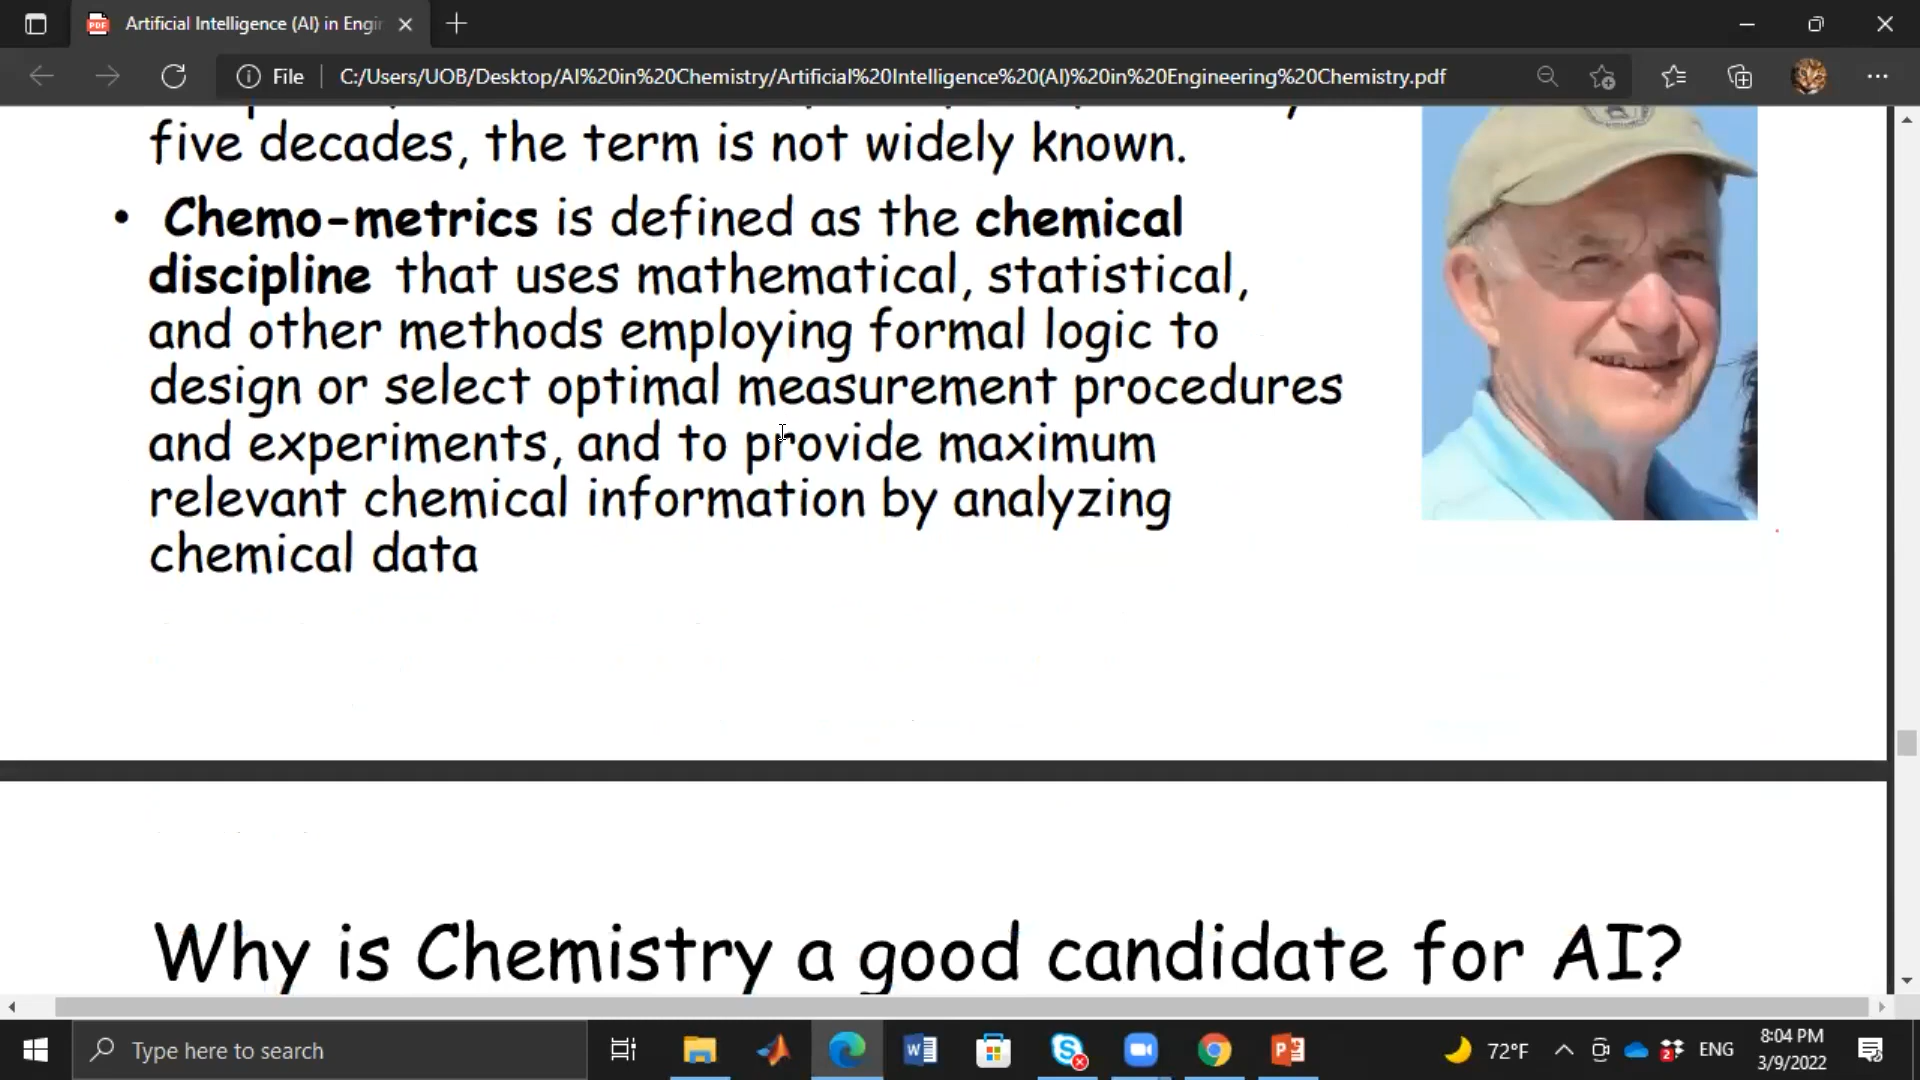 Artificial Intelligence (AI) in Engin
File
C:/Users/UOB/Desktop/AI%20in%20Chemistry/Artificial%20Intelligence%20(AI)%20in%20Engineering%20Chemistry.pdf
five decades, the term is not widely known.
• Chemo-metrics is defined as the chemical
discipline that uses mathematical, statistical,
and other methods employing formal logic to
design or select optimal measurement procedures
and experiments, and to provide maximum
relevant chemical information by analyzing
chemical data
Why is Chemistry a good candidate for AI?
Type here to search
72°F
ENG
8:04 PM
3/9/2022